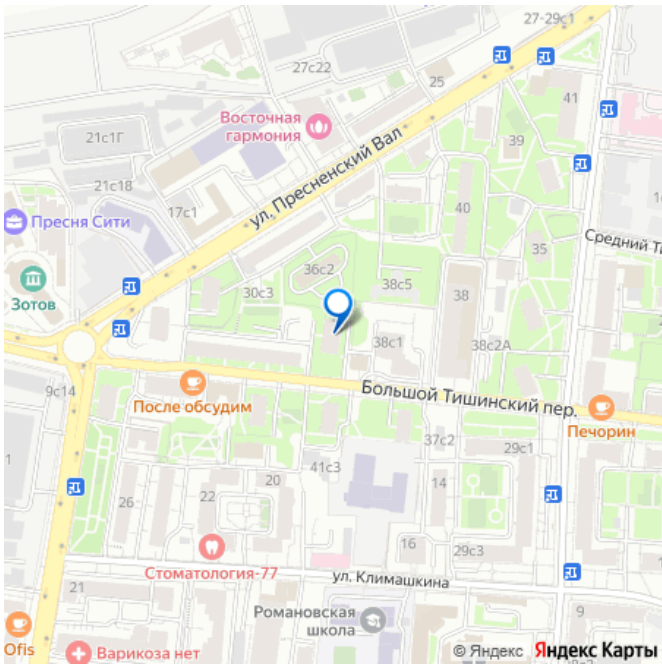 27-29с1
27с22
25
41
Восточная
гармония
21с1Г
39
ул. Пресненский Вал
21с18
17с1
40
Пресня Сити
35
Средний Ти
36с2
Зотов
30с3
38с5
38
38с1
38с2А
9с14
После обсудим
Большой Тишинский пер.
Печорин
37с2
29с1
1
41с3
20
14
26
22
16
29с3
Стоматология-77
ул. Климашкина
21
Романовская
школа
9
Ofis
Варикоза нет
© Яндекс Яндекс Карты